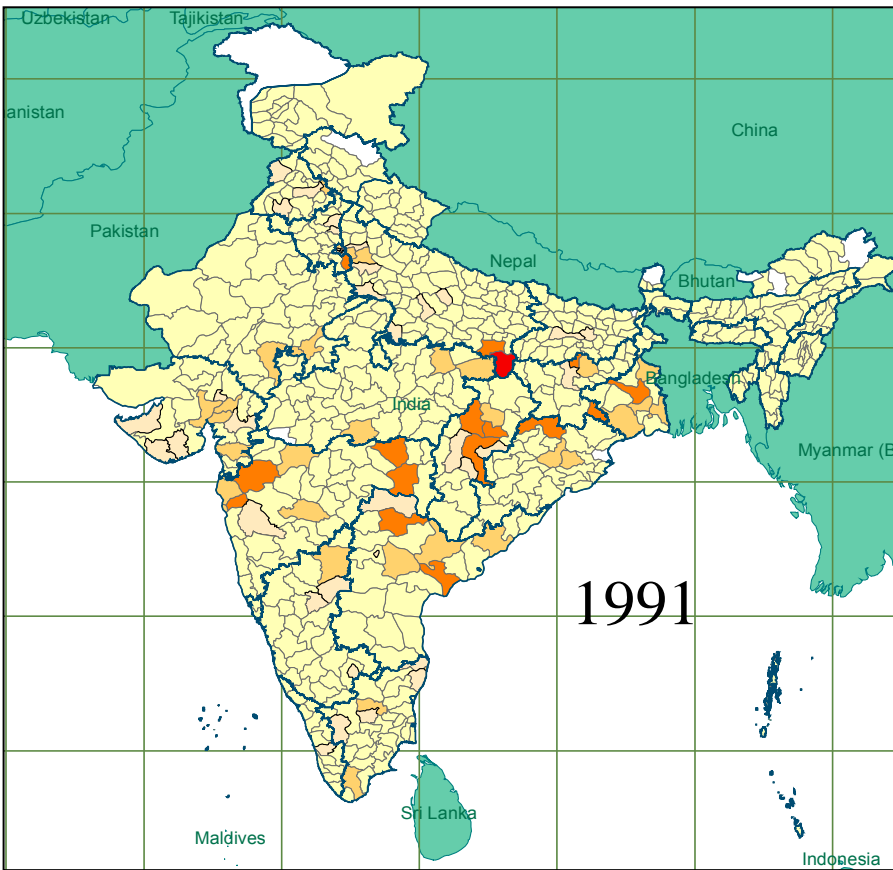 Uzbekistan
Tajikistan
anistan
China
Pakistan
Nepal
Bhutan
Bangladesh
India
Myanmar (B
1991
Sri Lanka
Maldives
Indonesia